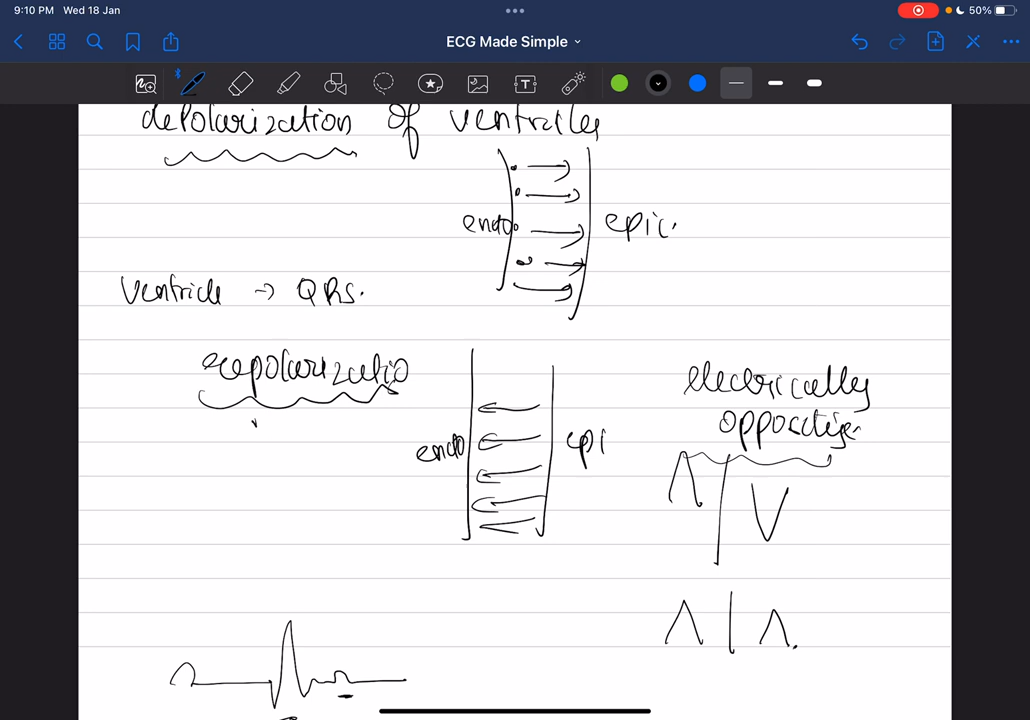 9:10 PM Wed 18 Jan
50%
ECG Made Simple
depolarization of ventricles
endo
epic.
Ventricle → QRS.
repolarizatio
endo
epi
electrically
opposite.